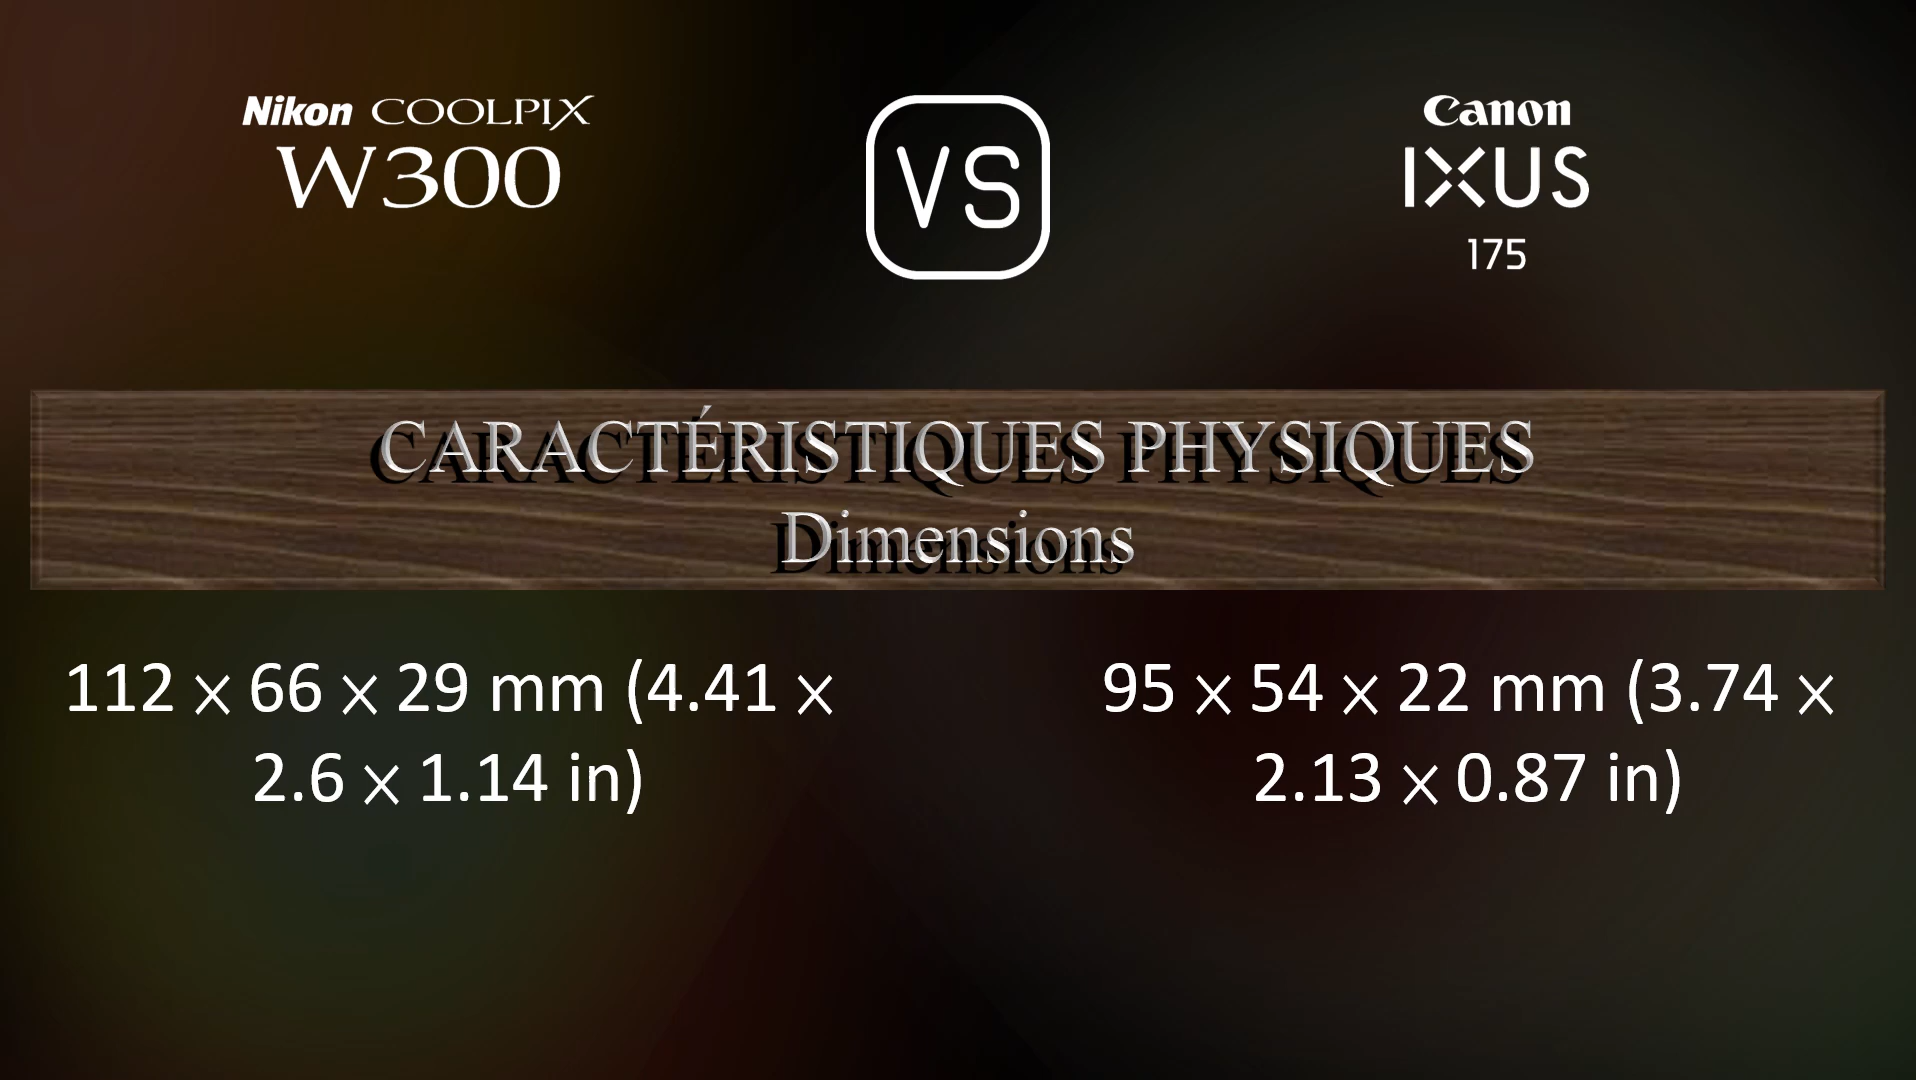 Nikon COOLPIX
W300
VS
Canon
IXUS
175
CARACTÉRISTIQUES PHYSIQUES
Dimensions
112 x 66 x 29 mm (4.41 x
2.6 x 1.14 in)
95 x 54 x 22 mm (3.74 x
2.13 x 0.87 in)